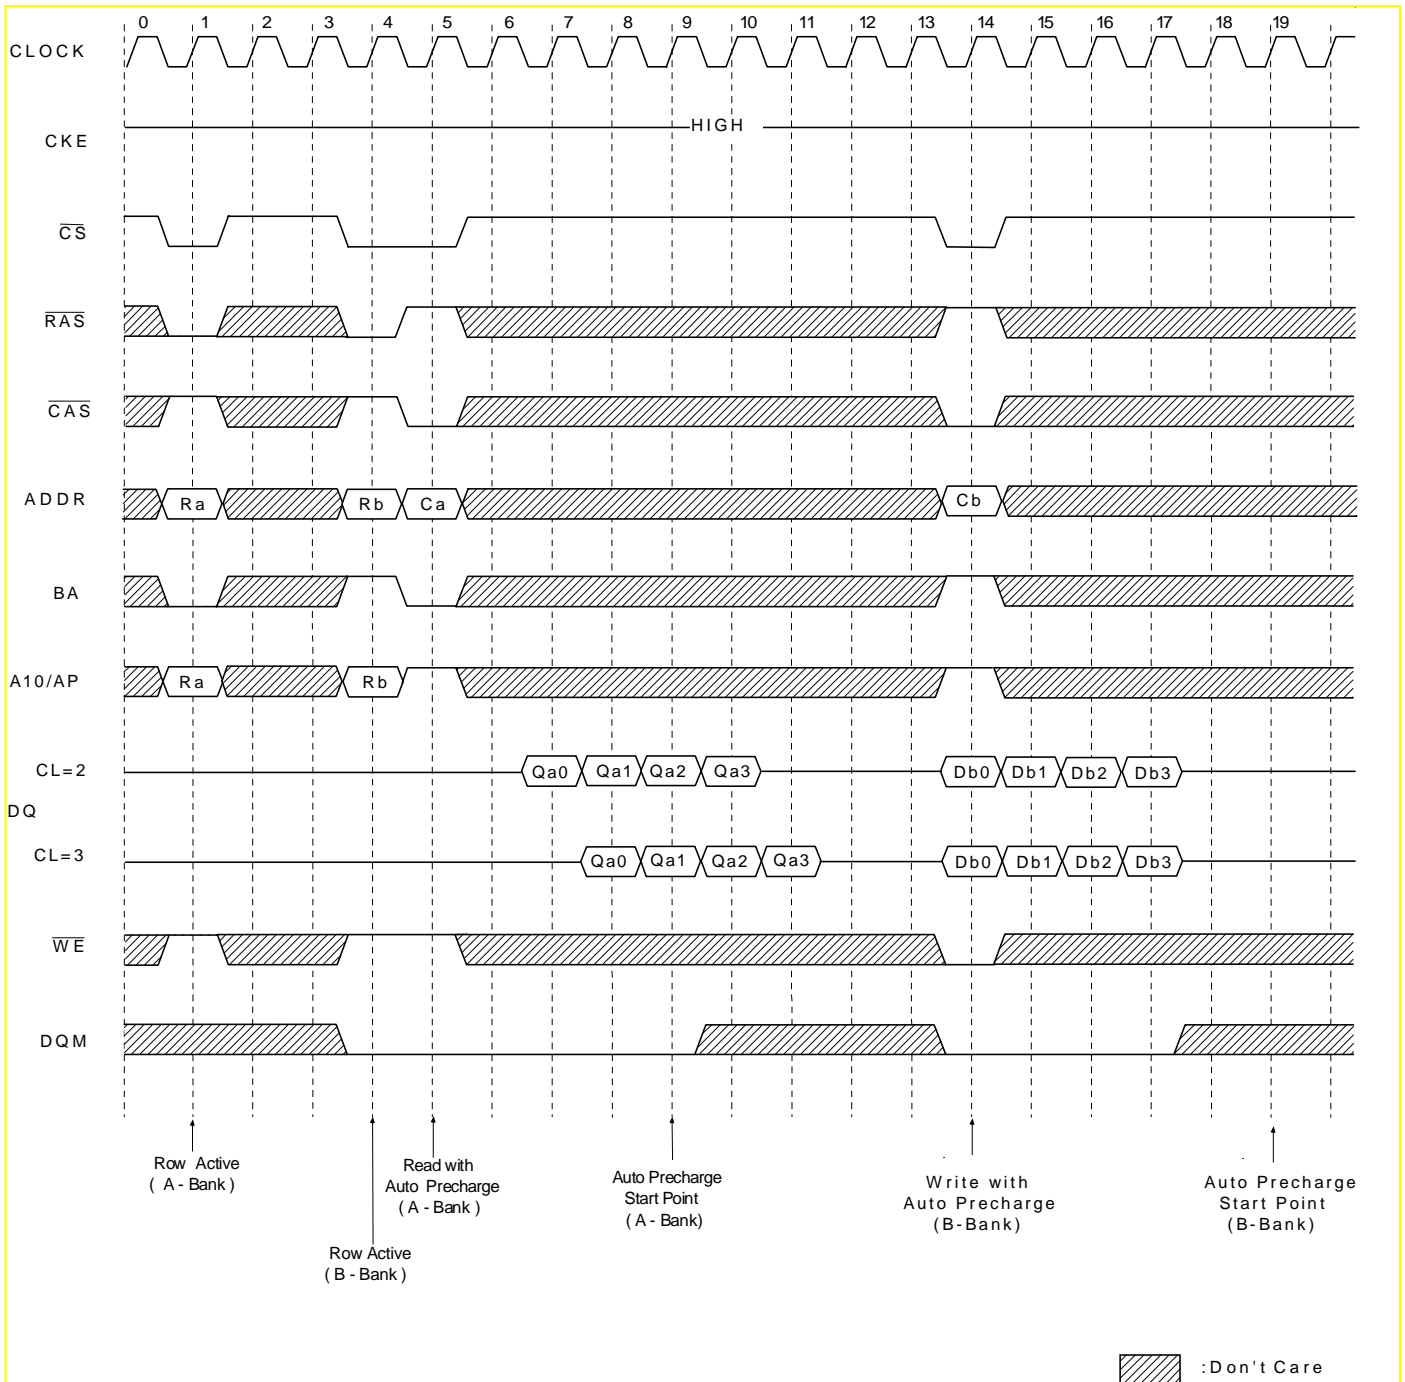 0 1 2 3 4 5 6 7 8 9 10 11 12 13 14 15 16 17 18 19
CLOCK
HIGH
CKE
CS
RAS
CAS
ADDR Ra Rb Ca Cb
BA
A10/AP Ra Rb
CL=2 Qa0 Qa1 Qa2 Qa3 Db0 Db1 Db2 Db3
DQ
CL=3 Qa0 Qa1 Qa2 Qa3 Db0 Db1 Db2 Db3
WE
DQM
Row Active
( A - Bank )
Row Active
( B - Bank )
Read with
Auto Precharge
( A - Bank )
Auto Precharge
Start Point
( A - Bank)
Write with
Auto Precharge
(B-Bank)
Auto Precharge
Start Point
(B-Bank)
:Don't Care